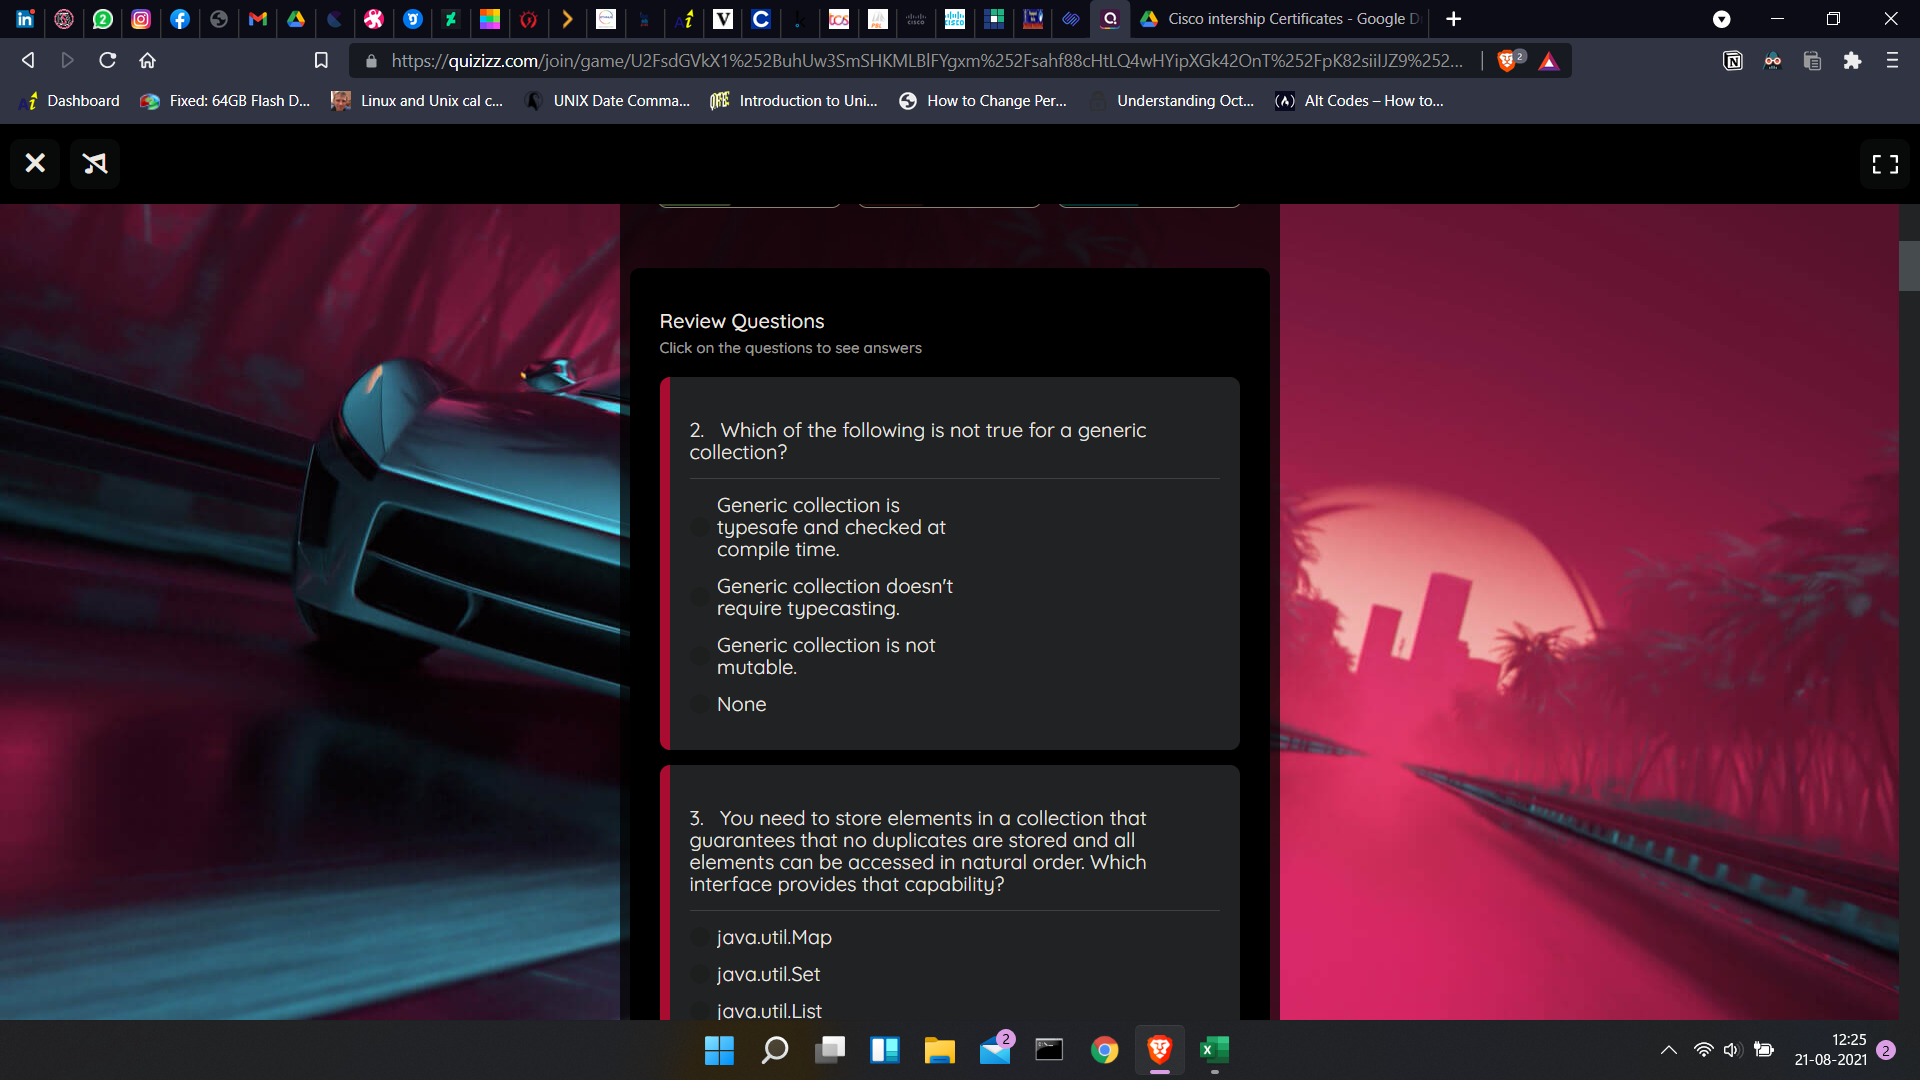 Cisco intership Certificates - Google D
https://quizizz.com/join/game/U2FsdGVkX1%252BuhUw3SmSHKMLBlFYgxm%252Fsahf88cHtLQ4wHYipXGk42OnT%252FpK82siiIJZ9%252...
2
Dashboard
Fixed: 64GB Flash D...
Linux and Unix cal c...
UNIX Date Comma...
Introduction to Uni...
How to Change Per...
Understanding Oct...
Alt Codes – How to...
Review Questions
Click on the questions to see answers
2. Which of the following is not true for a generic
collection?
Generic collection is
typesafe and checked at
compile time.
Generic collection doesn't
require typecasting.
Generic collection is not
mutable.
None
3. You need to store elements in a collection that
guarantees that no duplicates are stored and all
elements can be accessed in natural order. Which
interface provides that capability?
java.util.Map
java.util.Set
java.util.List
2
12:25
21-08-2021
2